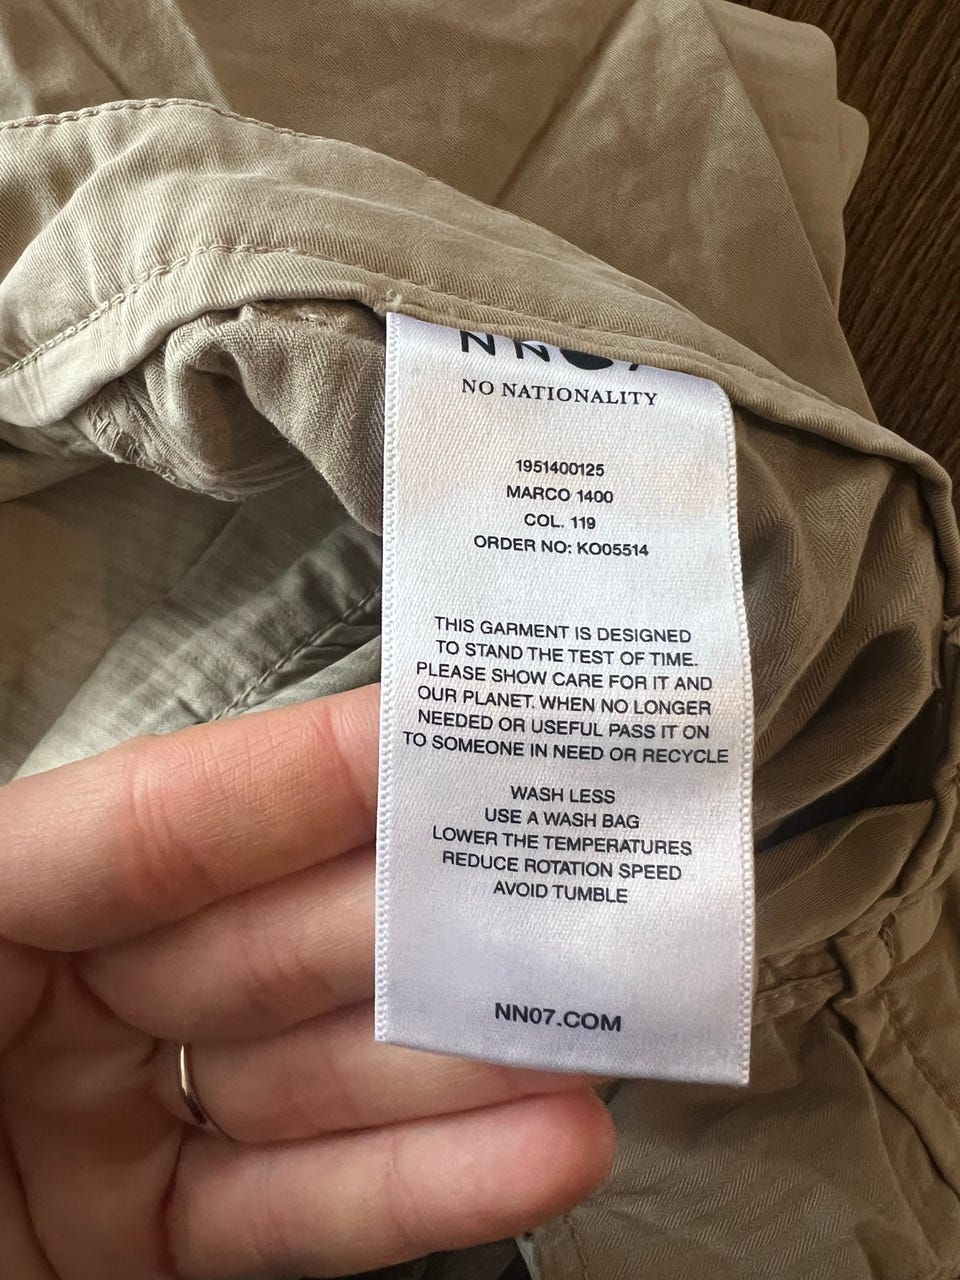 NN07
NO NATIONALITY
1951400125
MARCO 1400
COL. 119
ORDER NO: KO05514
THIS GARMENT IS DESIGNED
TO STAND THE TEST OF TIME.
PLEASE SHOW CARE FOR IT AND
OUR PLANET. WHEN NO LONGER
NEEDED OR USEFUL PASS IT ON
TO SOMEONE IN NEED OR RECYCLE
WASH LESS
USE A WASH BAG
LOWER THE TEMPERATURES
REDUCE ROTATION SPEED
AVOID TUMBLE
NN07.COM